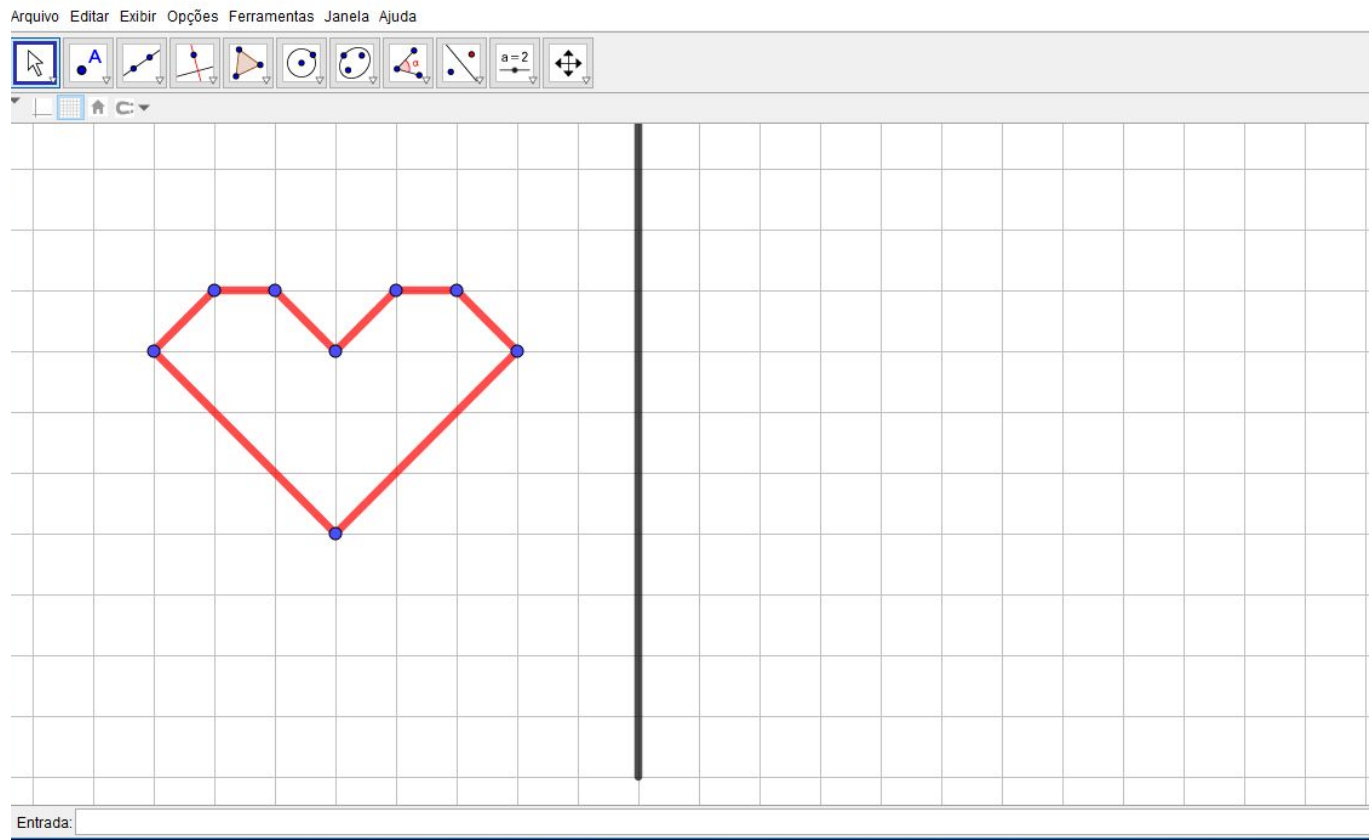 Arquivo Editar Exibir Opções Ferramentas Janela Ajuda
A
α
a = 2
Entrada: